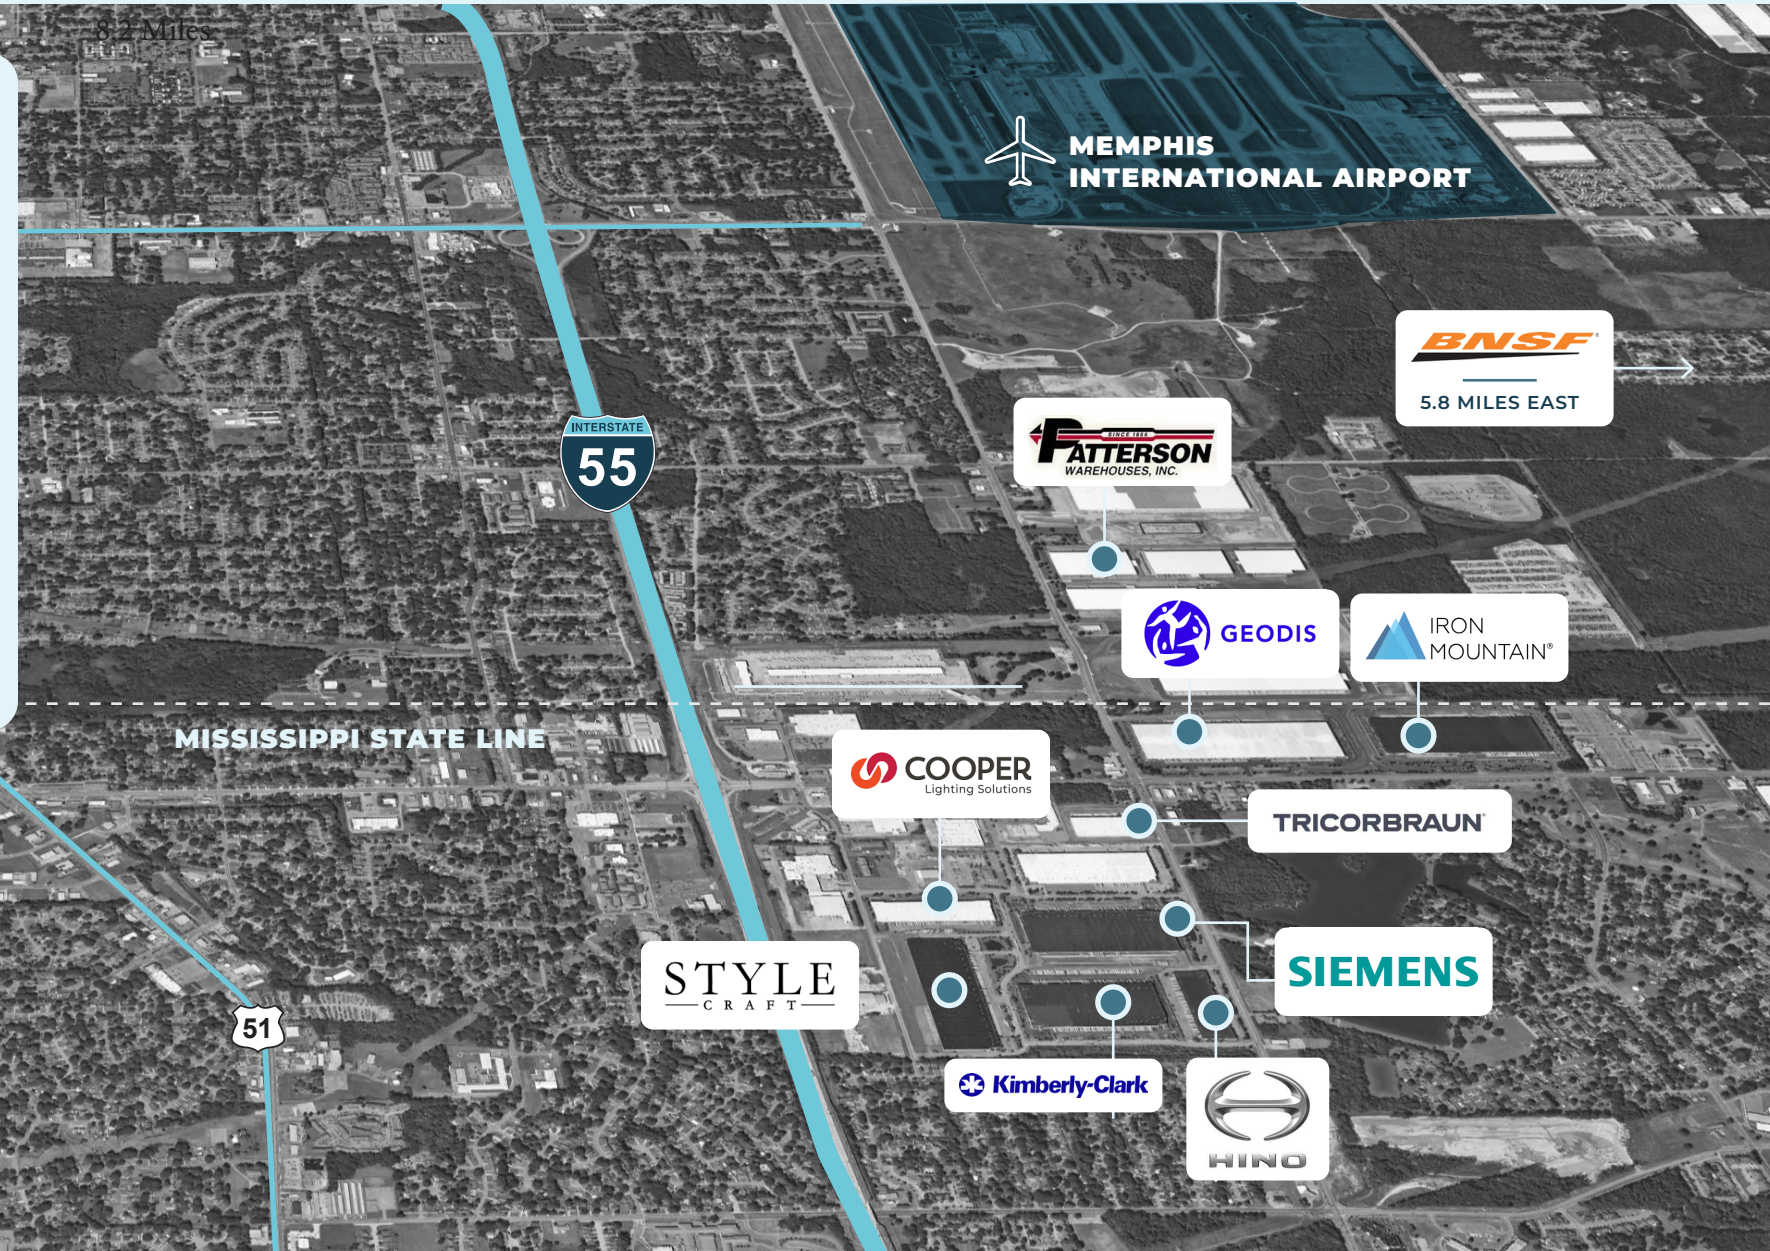 8.2 Miles
MEMPHIS
INTERNATIONAL AIRPORT
BNSF
5.8 MILES EAST
INTERSTATE
55
SINCE 1856
PATTERSON
WAREHOUSES, INC.
GEODIS
IRON
MOUNTAIN®
MISSISSIPPI STATE LINE
COOPER
Lighting Solutions
TRICORBRAUN
STYLE
CRAFT
SIEMENS
51
Kimberly-Clark
HINO